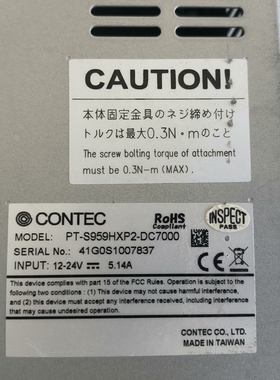 CAUTION!
本体固定金具のネジ締め付け
トルクは最大0.3N・mのこと
The screw bolting torque of attachment
must be 0.3N-m (MAX).
CONTEC
RoHS
Compliant
INSPECT
PASS
MODEL: PT-S959HXP2-DC7000
SERIAL No.: 41G0S1007837
INPUT: 12-24V ⎓ 5.14A
This device complies with part 15 of the FCC Rules. Operation is subject
to the following two conditions: (1) this device may not cause harmful
and (2) this device must accept any interference received, including
that may cause undesired operation.
CONTEC CO., LTD.
MADE IN TAIWAN